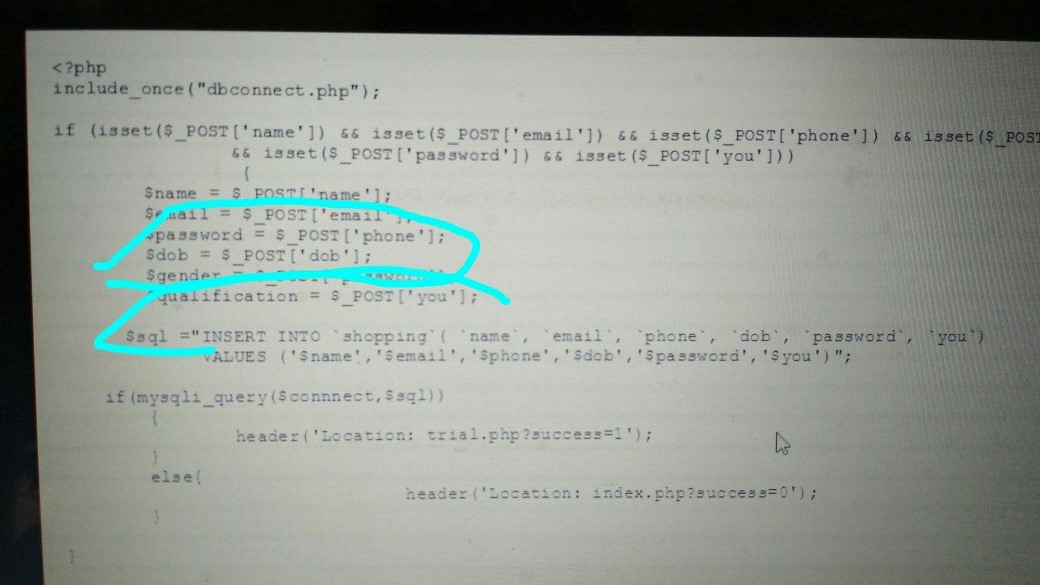 <?php
include_once("dbconnect.php");
if (isset($_POST['name']) && isset($_POST['email']) && isset($_POST['phone']) && isset($_POST
&& isset($_POST['password']) && isset($_POST['you']))
{
$name = $_POST['name'];
$email = $_POST['email'];
$password = $_POST['phone'];
$dob = $_POST['dob'];
$gender = $_POST['password'];
$qualification = $_POST['you'];
$sql ="INSERT INTO `shopping`( `name`, `email`, `phone`, `dob`, `password`, `you`)
VALUES ('$name','$email','$phone','$dob','$password','$you')";
if(mysqli_query($connnect,$sql))
{
header('Location: trial.php?success=1');
}
else{
header('Location: index.php?success=0');
}
}